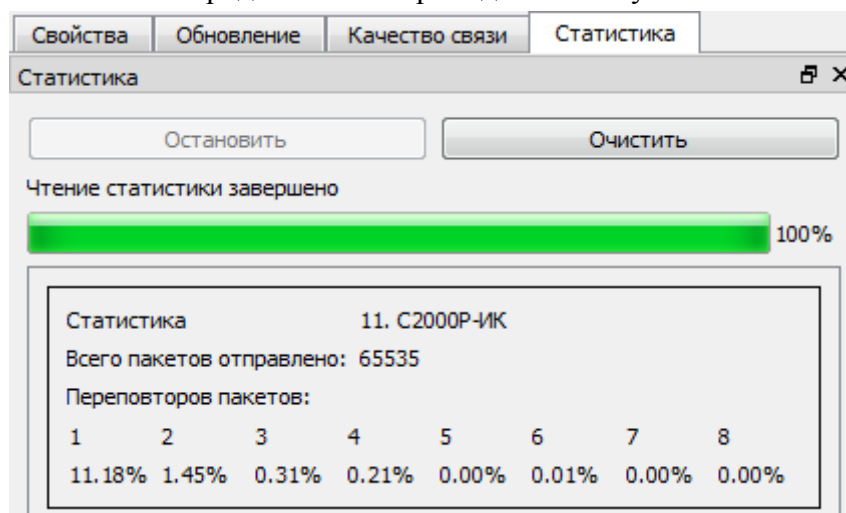 Свойства Обновление Качество связи Статистика
Статистика
Остановить Очистить
Чтение статистики завершено
100%
Статистика 11. С2000Р-ИК
Всего пакетов отправлено: 65535
Переповторов пакетов:
1 2 3 4 5 6 7 8
11.18% 1.45% 0.31% 0.21% 0.00% 0.01% 0.00% 0.00%